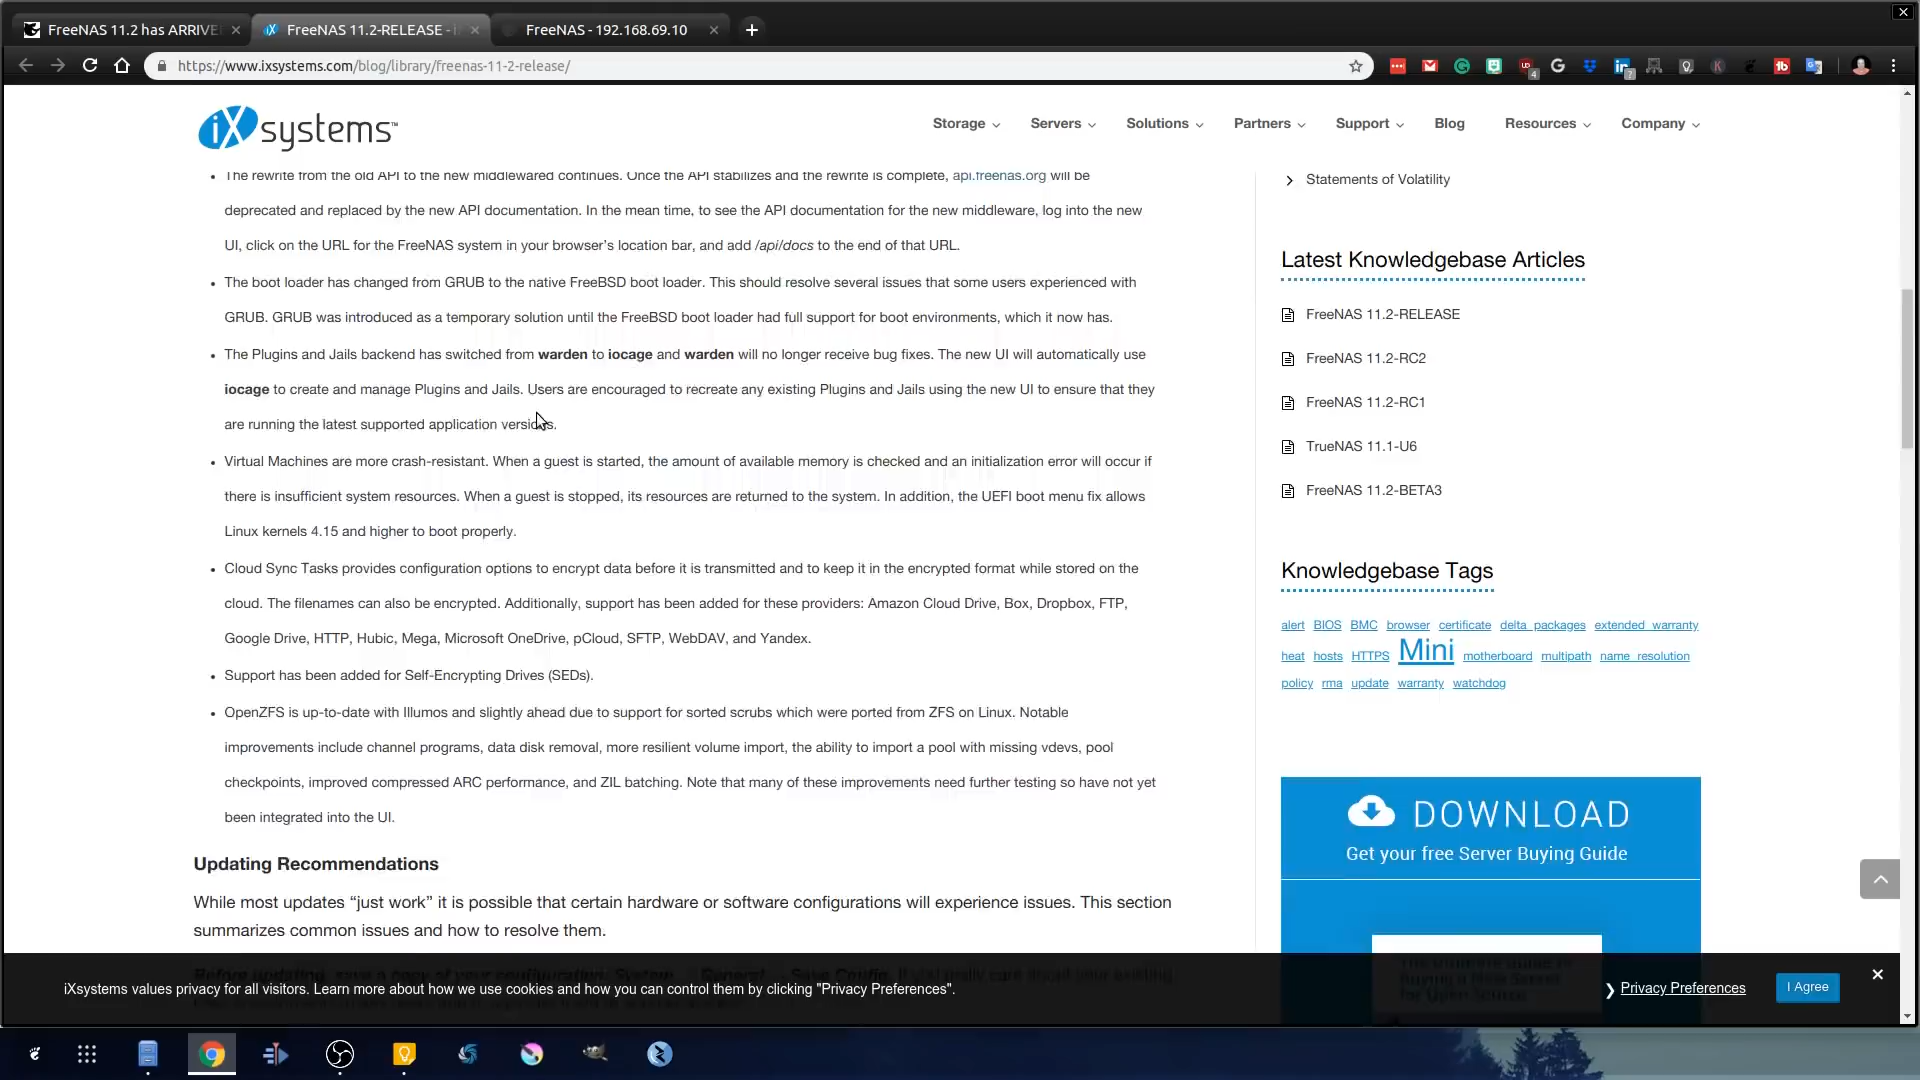 FreeNAS 11.2 has ARRIVE
FreeNAS 11.2-RELEASE -
FreeNAS - 192.168.69.10
https://www.ixsystems.com/blog/library/freenas-11-2-release/
iXsystems™
Storage
Servers
Solutions
Partners
Support
Blog
Resources
Company
The rewrite from the old API to the new middlewared continues. Once the API stabilizes and the rewrite is complete, api.freenas.org will be
deprecated and replaced by the new API documentation. In the mean time, to see the API documentation for the new middleware, log into the new
UI, click on the URL for the FreeNAS system in your browser's location bar, and add /api/docs to the end of that URL.
The boot loader has changed from GRUB to the native FreeBSD boot loader. This should resolve several issues that some users experienced with
GRUB. GRUB was introduced as a temporary solution until the FreeBSD boot loader had full support for boot environments, which it now has.
The Plugins and Jails backend has switched from warden to iocage and warden will no longer receive bug fixes. The new UI will automatically use
iocage to create and manage Plugins and Jails. Users are encouraged to recreate any existing Plugins and Jails using the new UI to ensure that they
are running the latest supported application versions.
Virtual Machines are more crash-resistant. When a guest is started, the amount of available memory is checked and an initialization error will occur if
there is insufficient system resources. When a guest is stopped, its resources are returned to the system. In addition, the UEFI boot menu fix allows
Linux kernels 4.15 and higher to boot properly.
Cloud Sync Tasks provides configuration options to encrypt data before it is transmitted and to keep it in the encrypted format while stored on the
cloud. The filenames can also be encrypted. Additionally, support has been added for these providers: Amazon Cloud Drive, Box, Dropbox, FTP,
Google Drive, HTTP, Hubic, Mega, Microsoft OneDrive, pCloud, SFTP, WebDAV, and Yandex.
Support has been added for Self-Encrypting Drives (SEDs).
OpenZFS is up-to-date with Illumos and slightly ahead due to support for sorted scrubs which were ported from ZFS on Linux. Notable
improvements include channel programs, data disk removal, more resilient volume import, the ability to import a pool with missing vdevs, pool
checkpoints, improved compressed ARC performance, and ZIL batching. Note that many of these improvements need further testing so have not yet
been integrated into the UI.
Updating Recommendations
While most updates “just work” it is possible that certain hardware or software configurations will experience issues. This section
summarizes common issues and how to resolve them.
Before updating, save a copy of your configuration: System General Save Config.
Statements of Volatility
Latest Knowledgebase Articles
FreeNAS 11.2-RELEASE
FreeNAS 11.2-RC2
FreeNAS 11.2-RC1
TrueNAS 11.1-U6
FreeNAS 11.2-BETA3
Knowledgebase Tags
alert BIOS BMC browser certificate delta packages extended warranty
heat hosts HTTPS Mini motherboard multipath name resolution
policy rma update warranty watchdog
DOWNLOAD
Get your free Server Buying Guide
iXsystems values privacy for all visitors. Learn more about how we use cookies and how you can control them by clicking "Privacy Preferences".
Privacy Preferences
I Agree